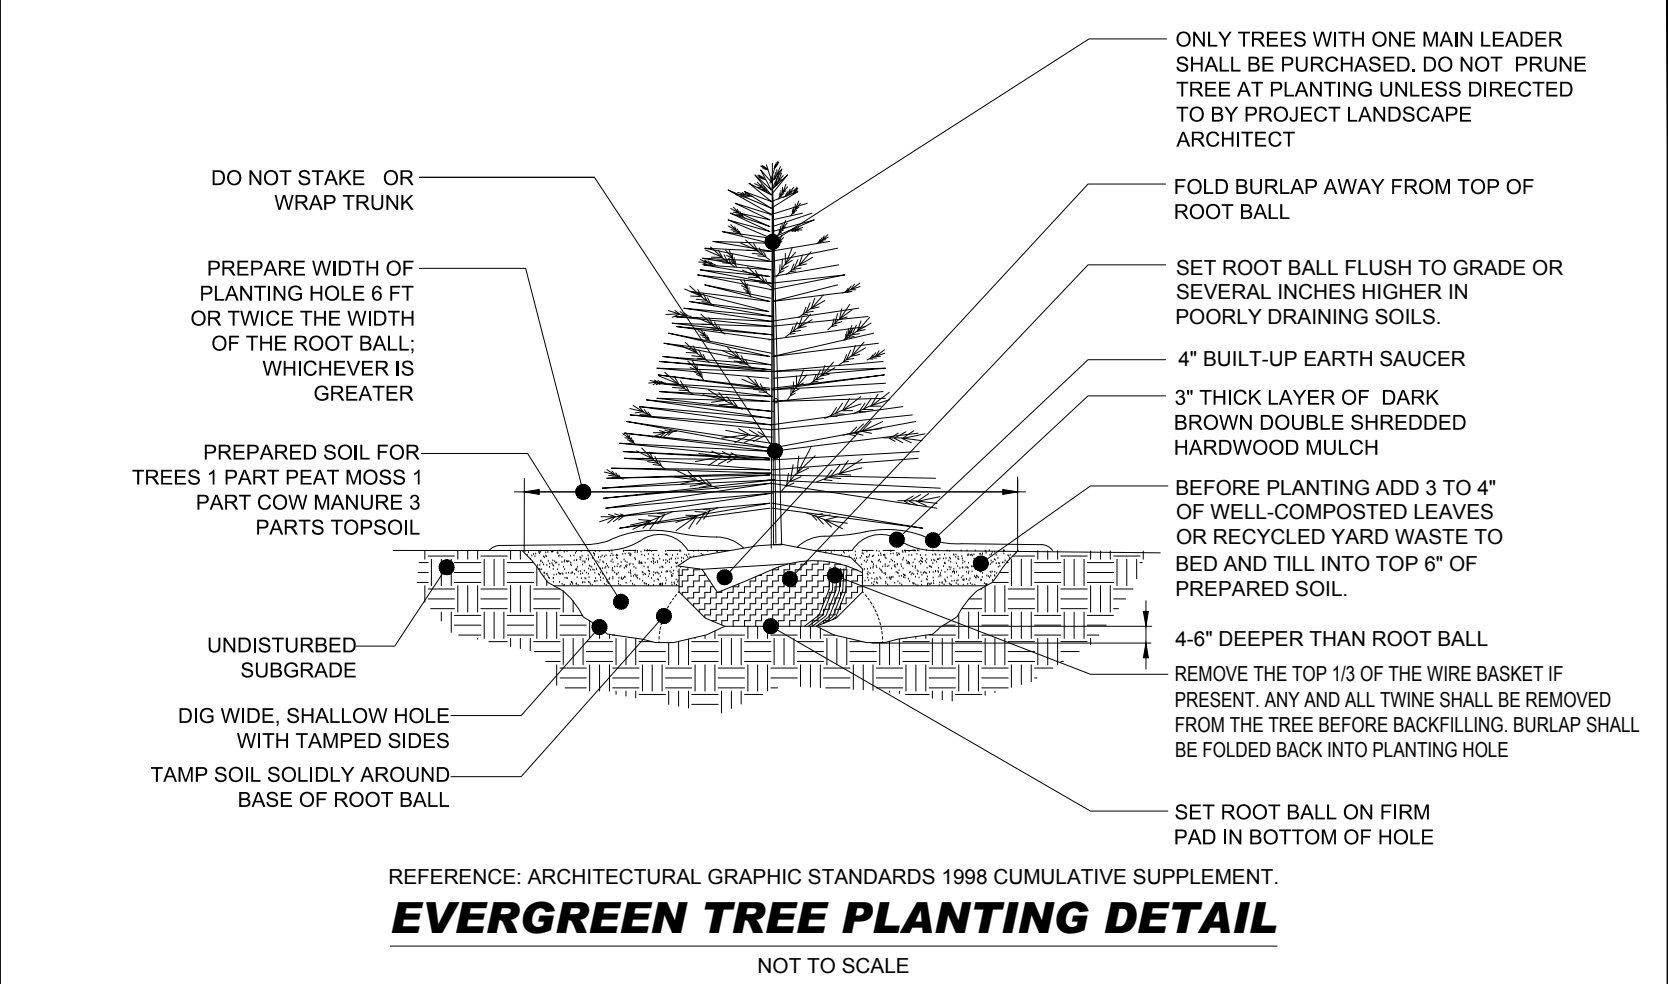 ONLY TREES WITH ONE MAIN LEADER
SHALL BE PURCHASED. DO NOT PRUNE
TREE AT PLANTING UNLESS DIRECTED
TO BY PROJECT LANDSCAPE
ARCHITECT
DO NOT STAKE OR
WRAP TRUNK
FOLD BURLAP AWAY FROM TOP OF
ROOT BALL
PREPARE WIDTH OF
PLANTING HOLE 6 FT
OR TWICE THE WIDTH
OF THE ROOT BALL;
WHICHEVER IS
GREATER
SET ROOT BALL FLUSH TO GRADE OR
SEVERAL INCHES HIGHER IN
POORLY DRAINING SOILS.
4" BUILT-UP EARTH SAUCER
3" THICK LAYER OF DARK
BROWN DOUBLE SHREDDED
HARDWOOD MULCH
PREPARED SOIL FOR
TREES 1 PART PEAT MOSS 1
PART COW MANURE 3
PARTS TOPSOIL
BEFORE PLANTING ADD 3 TO 4"
OF WELL-COMPOSTED LEAVES
OR RECYCLED YARD WASTE TO
BED AND TILL INTO TOP 6" OF
PREPARED SOIL.
UNDISTURBED
SUBGRADE
4-6" DEEPER THAN ROOT BALL
REMOVE THE TOP 1/3 OF THE WIRE BASKET IF
PRESENT. ANY AND ALL TWINE SHALL BE REMOVED
FROM THE TREE BEFORE BACKFILLING. BURLAP SHALL
BE FOLDED BACK INTO PLANTING HOLE
DIG WIDE, SHALLOW HOLE
WITH TAMPED SIDES
TAMP SOIL SOLIDLY AROUND
BASE OF ROOT BALL
SET ROOT BALL ON FIRM
PAD IN BOTTOM OF HOLE
REFERENCE: ARCHITECTURAL GRAPHIC STANDARDS 1998 CUMULATIVE SUPPLEMENT.
EVERGREEN TREE PLANTING DETAIL
NOT TO SCALE